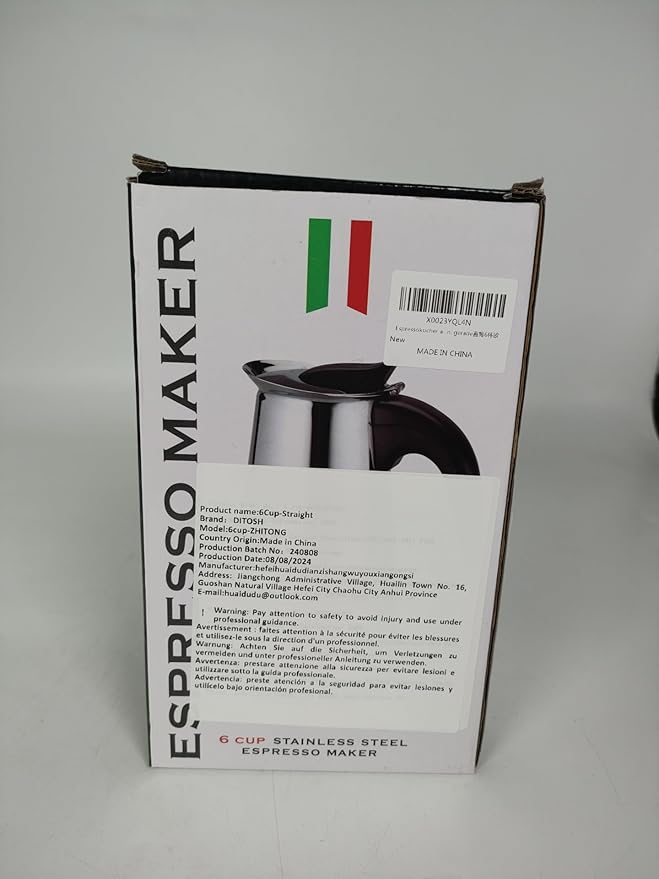 ESPRESSO MAKER
X0023YQL4N
New
MADE IN CHINA
Product name:6Cup-Straight
Brand: DITOSH
Model:6cup-ZHITONG
Country Origin:Made in China
Production Batch No: 240808
Production Date:08/08/2024
Manufacturer:hefeihuaidudianzishangwuyouxiangongsi
Address: Jiangchong Administrative Village, Huailin Town No. 16,
Guoshan Natural Village Hefei City Chaohu City Anhui Province
E-mail:huaidudu@outlook.com
! Warning: Pay attention to safety to avoid injury and use under
professional guidance.
Avertissement : faites attention à la sécurité pour éviter les blessures
et utilisez-le sous la direction d'un professionnel.
Warnung: Achten Sie auf die Sicherheit, um Verletzungen zu
vermeiden und unter professioneller Anleitung zu verwenden.
Avvertenza: prestare attenzione alla sicurezza per evitare lesioni e
utilizzare sotto la guida professionale.
Advertencia: preste atención a la seguridad para evitar lesiones y
utilícelo bajo orientación profesional.
6 CUP STAINLESS STEEL
ESPRESSO MAKER